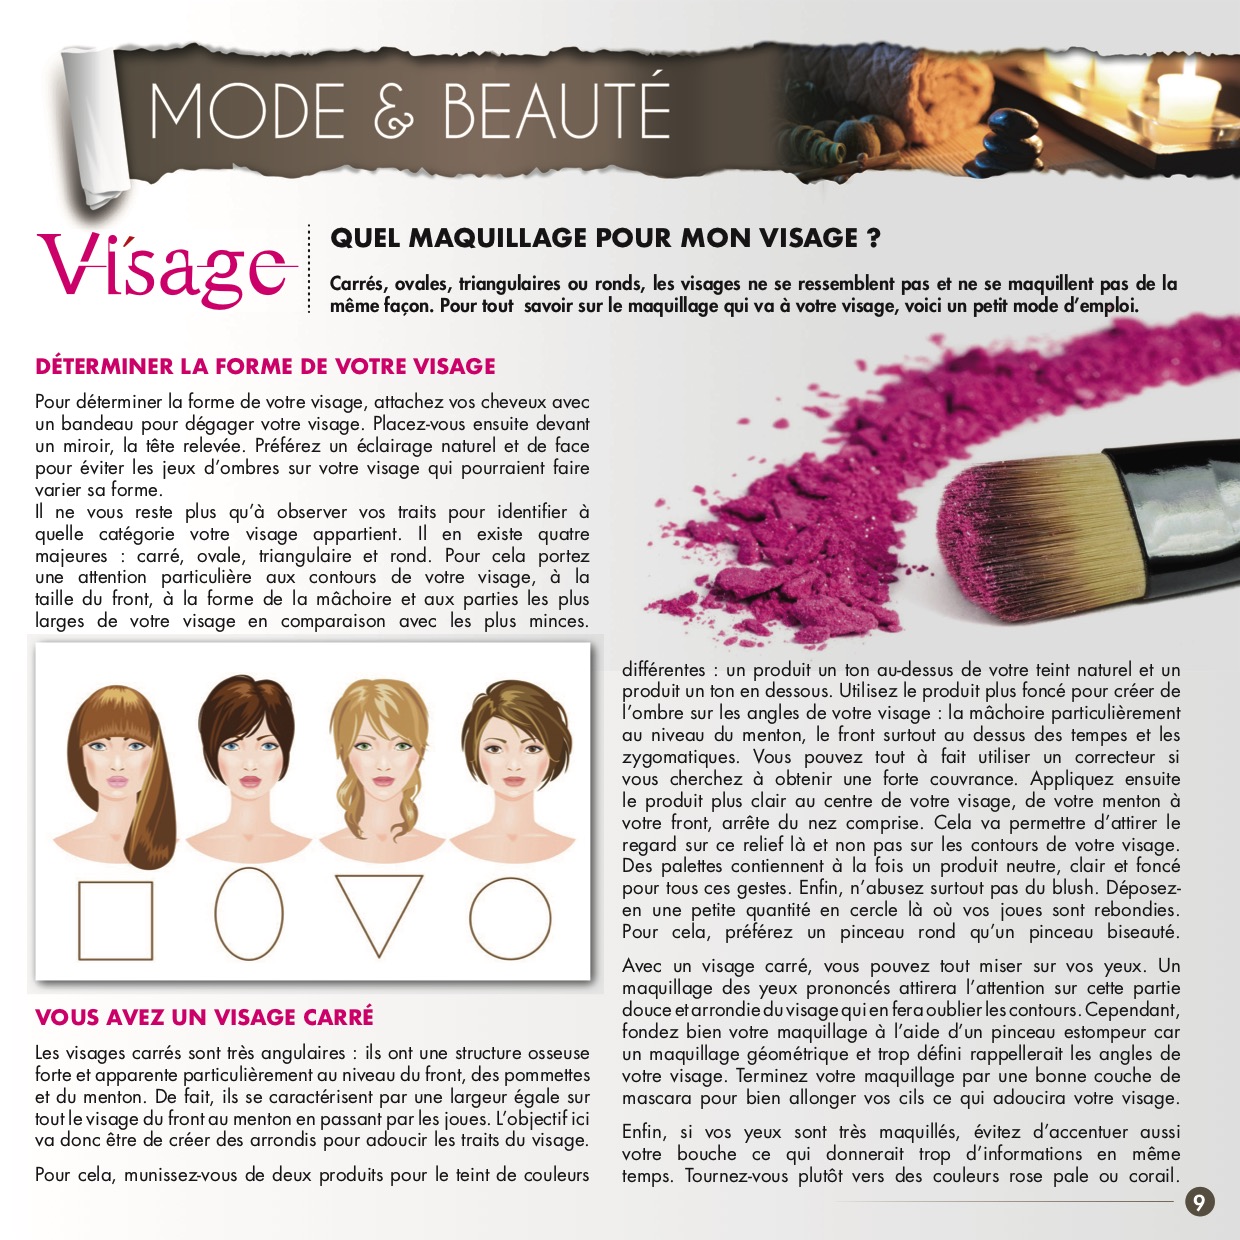 MODE & BEAUTÉ
Visage
QUEL MAQUILLAGE POUR MON VISAGE ?
Carrés, ovales, triangulaires ou ronds, les visages ne se ressemblent pas et ne se maquillent pas de la
même façon. Pour tout savoir sur le maquillage qui va à votre visage, voici un petit mode d'emploi.
DÉTERMINER LA FORME DE VOTRE VISAGE
Pour déterminer la forme de votre visage, attachez vos cheveux avec
un bandeau pour dégager votre visage. Placez-vous ensuite devant
un miroir, la tête relevée. Préférez un éclairage naturel et de face
pour éviter les jeux d'ombres sur votre visage qui pourraient faire
varier sa forme.
Il ne vous reste plus qu'à observer vos traits pour identifier à
quelle catégorie votre visage appartient. Il en existe quatre
majeures : carré, ovale, triangulaire et rond. Pour cela portez
une attention particulière aux contours de votre visage, à la
taille du front, à la forme de la mâchoire et aux parties les plus
larges de votre visage en comparaison avec les plus minces.
VOUS AVEZ UN VISAGE CARRÉ
Les visages carrés sont très angulaires : ils ont une structure osseuse
forte et apparente particulièrement au niveau du front, des pommettes
et du menton. De fait, ils se caractérisent par une largeur égale sur
tout le visage du front au menton en passant par les joues. L'objectif ici
va donc être de créer des arrondis pour adoucir les traits du visage.
Pour cela, munissez-vous de deux produits pour le teint de couleurs
différentes : un produit un ton au-dessus de votre teint naturel et un
produit un ton en dessous. Utilisez le produit plus foncé pour créer de
l'ombre sur les angles de votre visage : la mâchoire particulièrement
au niveau du menton, le front surtout au dessus des tempes et les
zygomatiques. Vous pouvez tout à fait utiliser un correcteur si
vous cherchez à obtenir une forte couvrance. Appliquez ensuite
le produit plus clair au centre de votre visage, de votre menton à
votre front, arrête du nez comprise. Cela va permettre d'attirer le
regard sur ce relief là et non pas sur les contours de votre visage.
Des palettes contiennent à la fois un produit neutre, clair et foncé
pour tous ces gestes. Enfin, n'abusez surtout pas du blush. Déposez-
en une petite quantité en cercle là où vos joues sont rebondies.
Pour cela, préférez un pinceau rond qu'un pinceau biseauté.
Avec un visage carré, vous pouvez tout miser sur vos yeux. Un
maquillage des yeux prononcés attirera l'attention sur cette partie
douce et arrondie du visage qui en fera oublier les contours. Cependant,
fondez bien votre maquillage à l'aide d'un pinceau estompeur car
un maquillage géométrique et trop défini rappellerait les angles de
votre visage. Terminez votre maquillage par une bonne couche de
mascara pour bien allonger vos cils ce qui adoucira votre visage.
Enfin, si vos yeux sont très maquillés, évitez d'accentuer aussi
votre bouche ce qui donnerait trop d'informations en même
temps. Tournez-vous plutôt vers des couleurs rose pale ou corail.
9